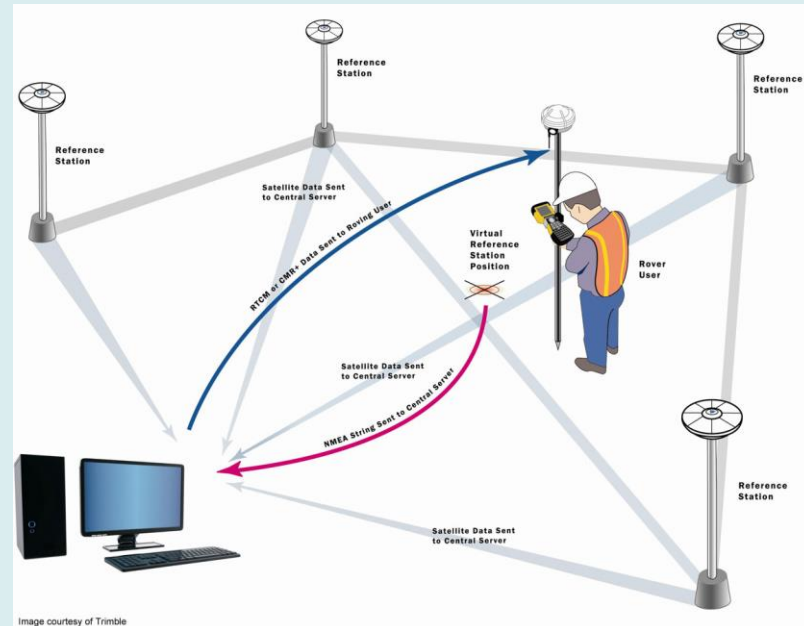 Reference
Station
Reference
Station
Reference
Station
Satellite Data Sent
to Central Server
RTCM or CMR+ Data Sent to Roving User
Virtual
Reference
Station
Position
Rover
User
Satellite Data Sent
to Central Server
NMEA String Sent to Central Server
Reference
Station
Satellite Data Sent
to Central Server
Image courtesy of Trimble